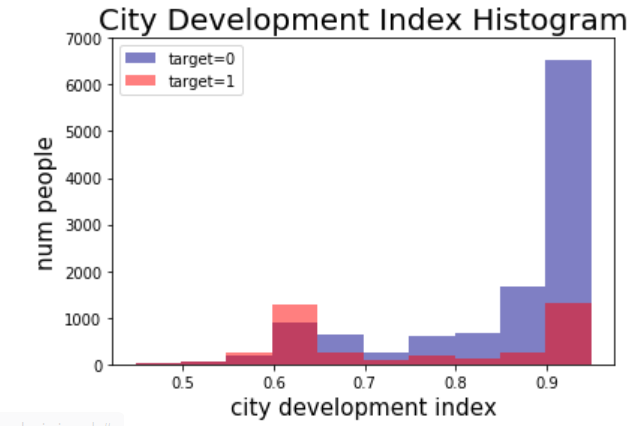 City Development Index Histogram
7000
target=0
target=1
6000
5000
4000
3000
2000
1000
0
num people
0.5 0.6 0.7 0.8 0.9
city development index